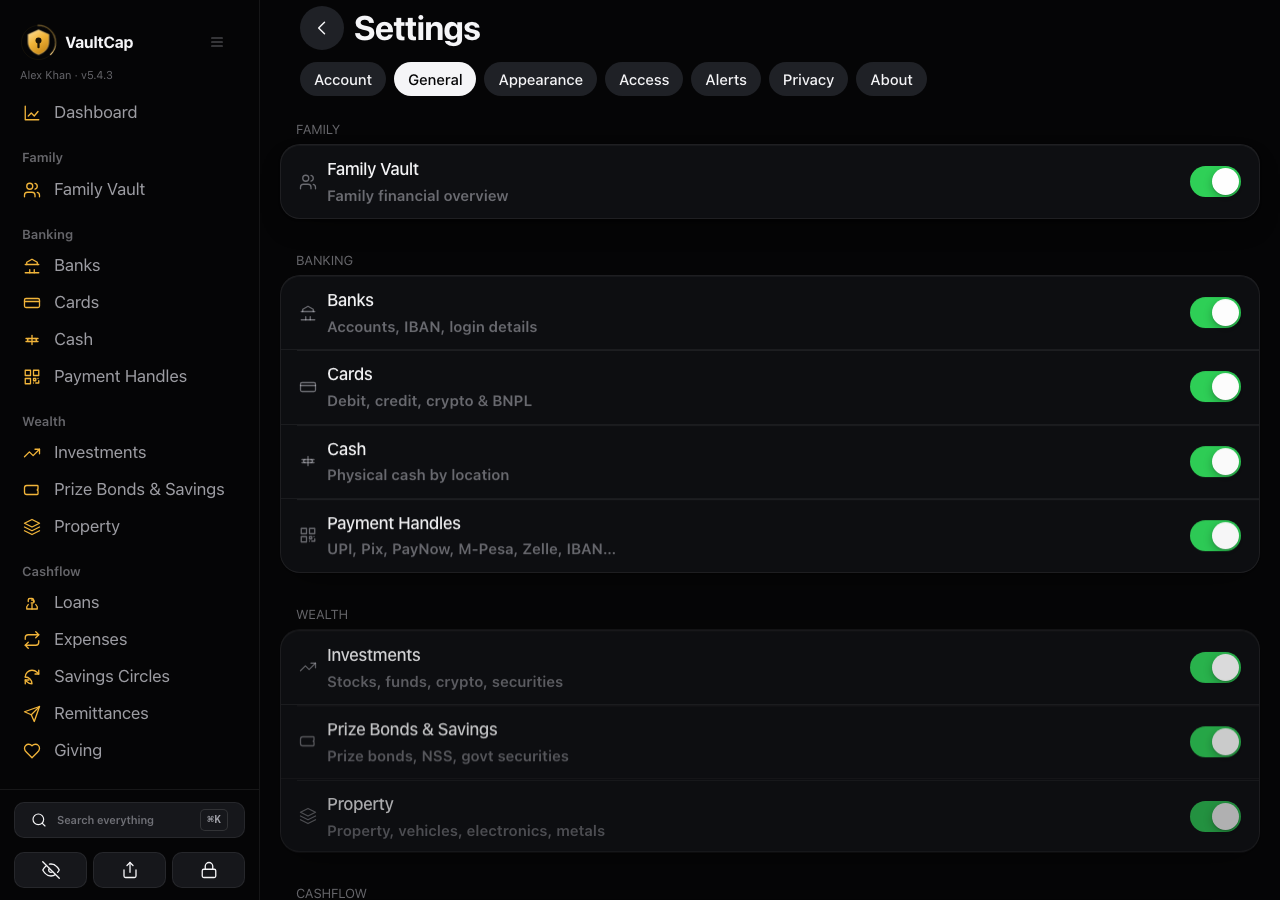 VaultCap
Alex Khan · v5.4.3
Dashboard
Family
Family Vault
Banking
Banks
Cards
Cash
Payment Handles
Wealth
Investments
Prize Bonds & Savings
Property
Cashflow
Loans
Expenses
Savings Circles
Remittances
Giving
Search everything ⌘K
Settings
Account General Appearance Access Alerts Privacy About
FAMILY
Family Vault
Family financial overview
BANKING
Banks
Accounts, IBAN, login details
Cards
Debit, credit, crypto & BNPL
Cash
Physical cash by location
Payment Handles
UPI, Pix, PayNow, M-Pesa, Zelle, IBAN...
WEALTH
Investments
Stocks, funds, crypto, securities
Prize Bonds & Savings
Prize bonds, NSS, govt securities
Property
Property, vehicles, electronics, metals
CASHFLOW